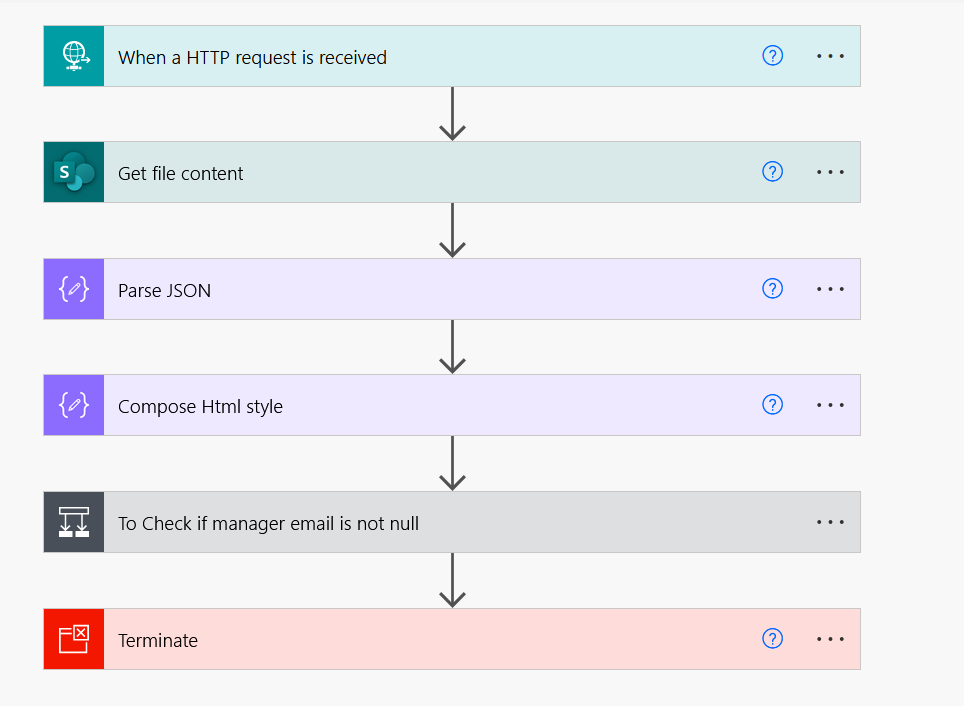 When a HTTP request is received
?
S
Get file content
?
Parse JSON
?
Compose Html style
?
To Check if manager email is not null
Terminate
?